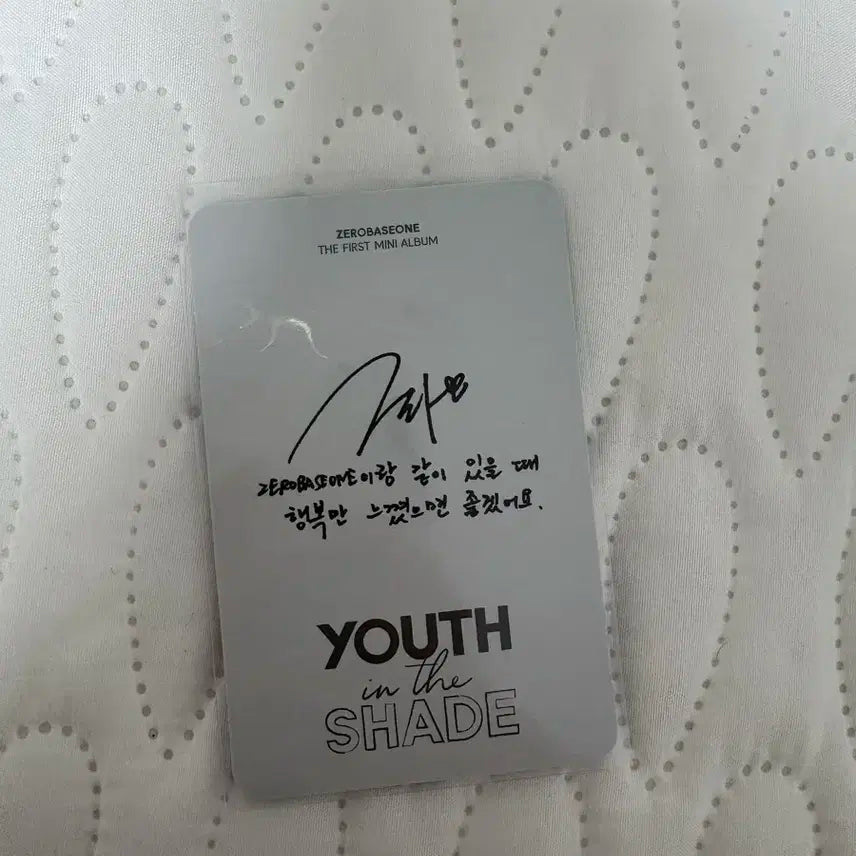 ZEROBASEONE
THE FIRST MINI ALBUM
ZEROBASEONE이랑 같이 있을 때
행복만 느꼈으면 좋겠어요.
YOUTH
in the
SHADE